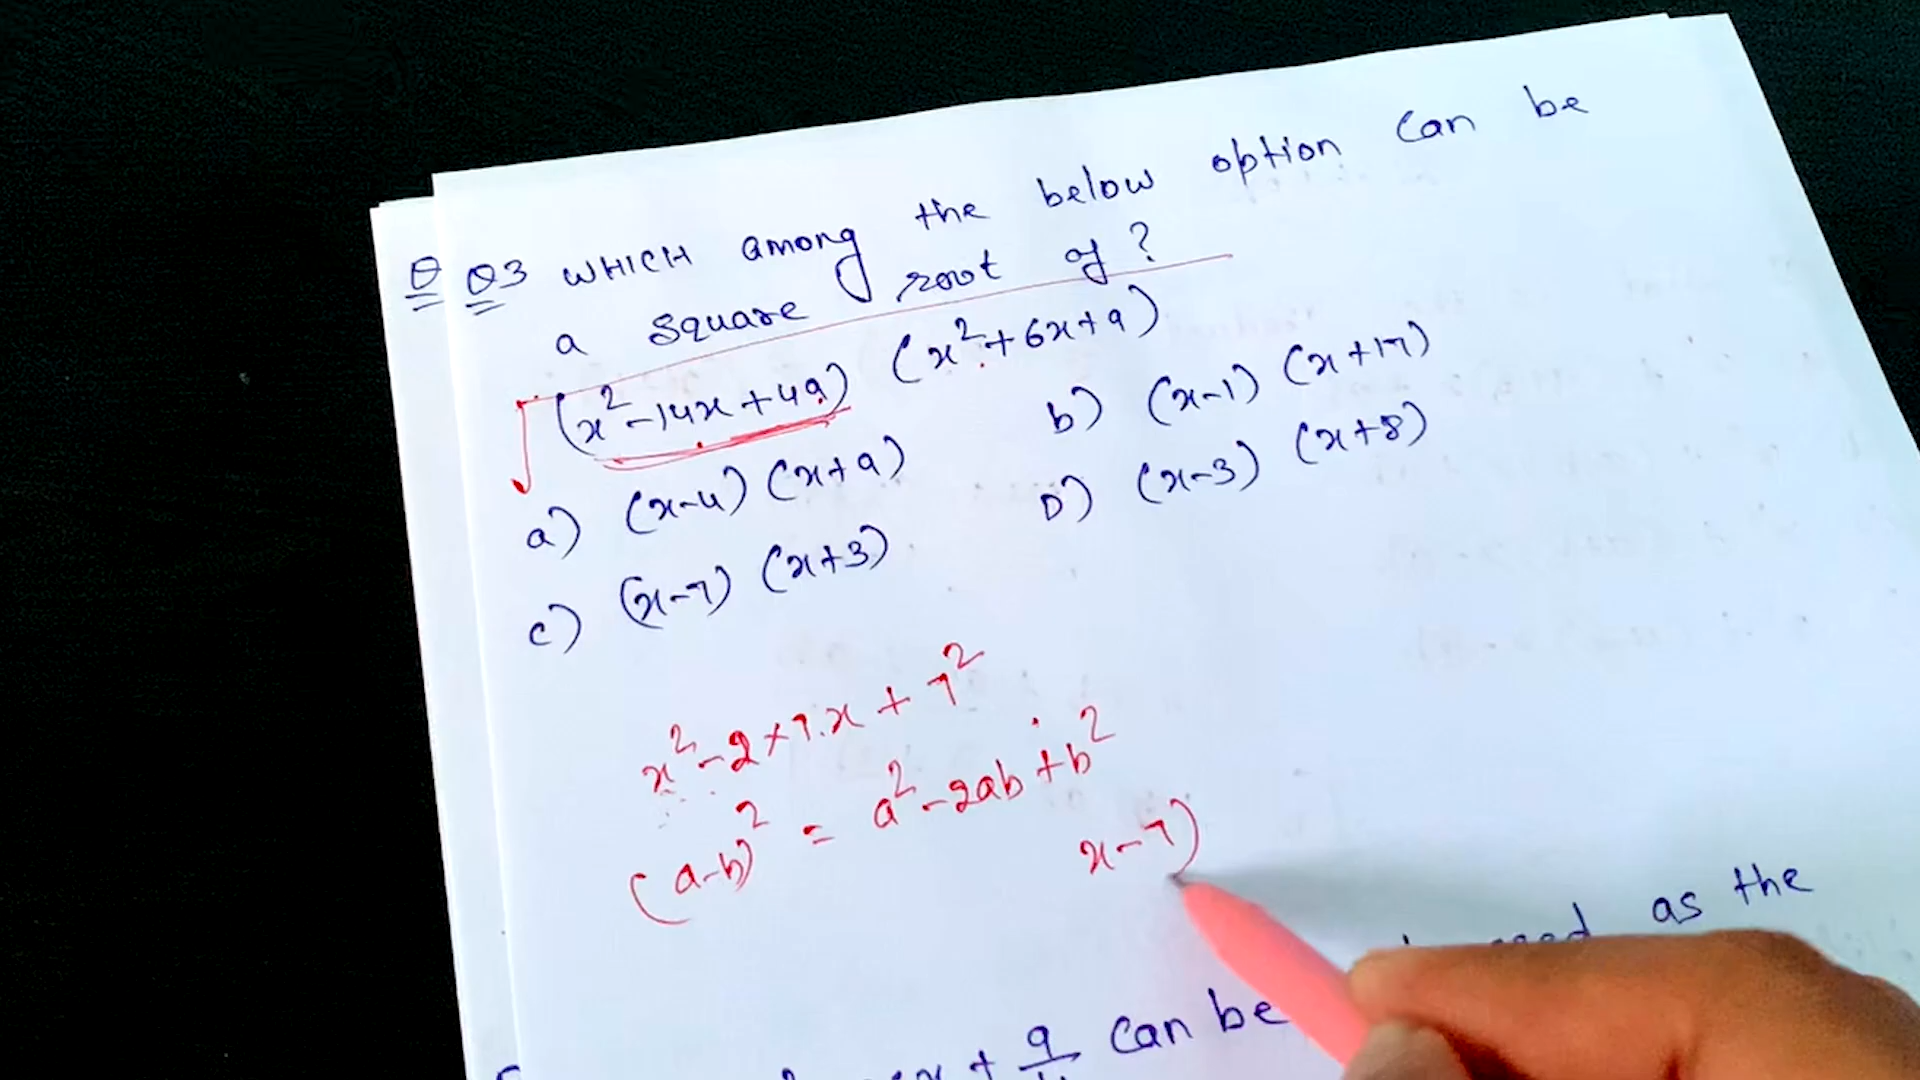 Q Q3 WHICH among the below option can be
a square root of ?
√(x²-14x+49) (x²+6x+9)
a) (x-4) (x+9) b) (x-1) (x+17)
c) (x-7) (x+3) D) (x-3) (x+8)
x²-2×7.x+7²
(a-b)² = a²-2ab+b²
x-7)
as the
x + 9 can be